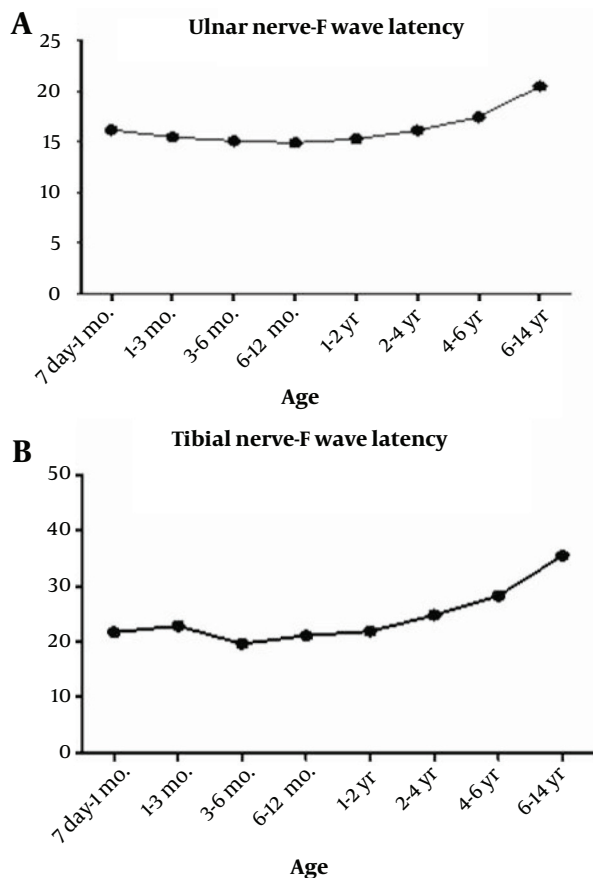 A
Ulnar nerve-F wave latency
25
20
15
10
5
0
7 day-1 mo.
1-3 mo.
3-6 mo.
6-12 mo.
1-2 yr
2-4 yr
4-6 yr
6-14 yr
Age
B
Tibial nerve-F wave latency
50
40
30
20
10
0
7 day-1 mo.
1-3 mo.
3-6 mo.
6-12 mo.
1-2 yr
2-4 yr
4-6 yr
6-14 yr
Age